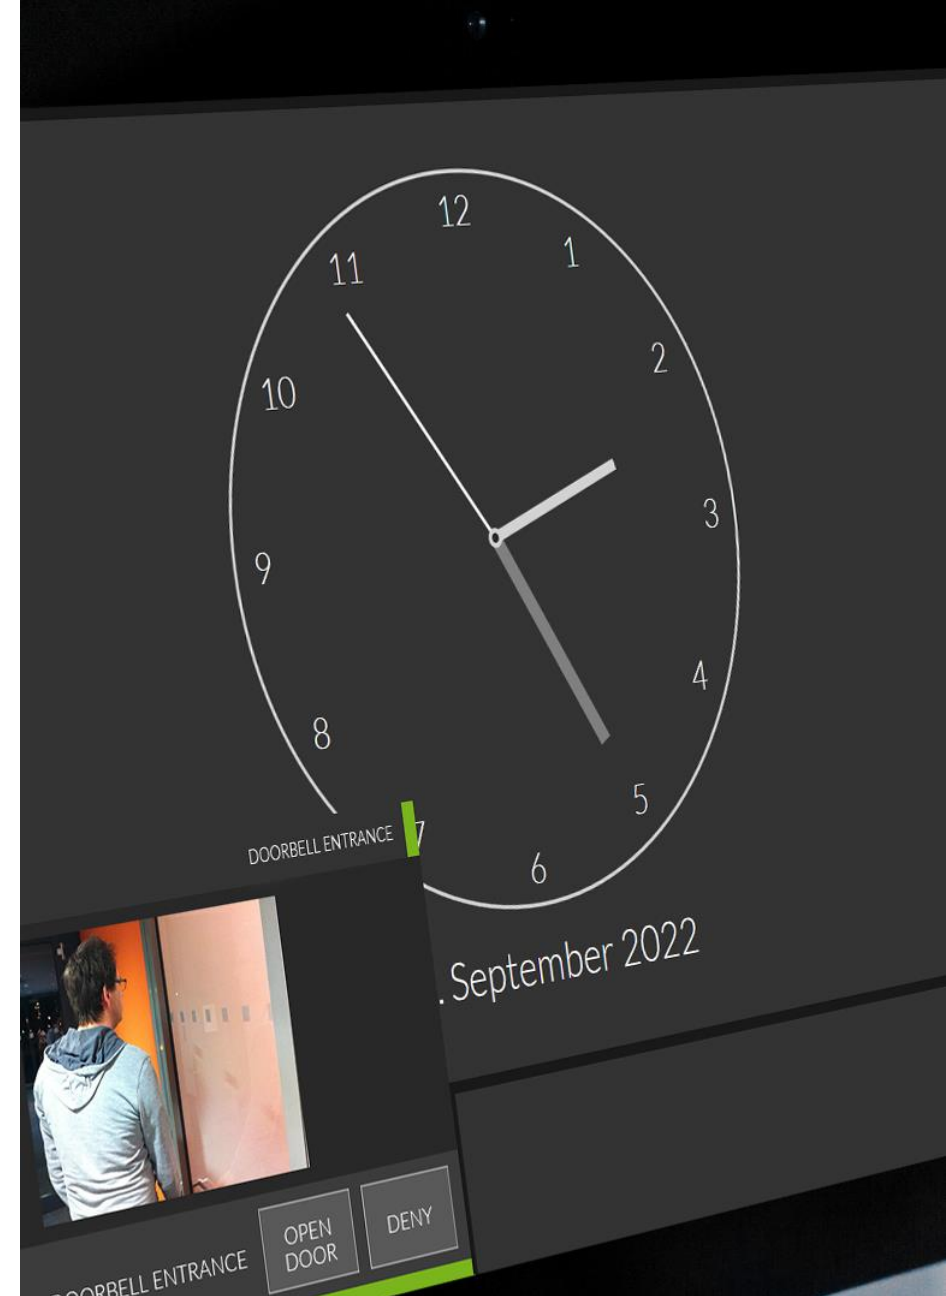 12
11
1
10
2
9
3
8
4
7
5
6
DOORBELL ENTRANCE
. September 2022
OPEN
DOOR
DENY
DOORBELL ENTRANCE